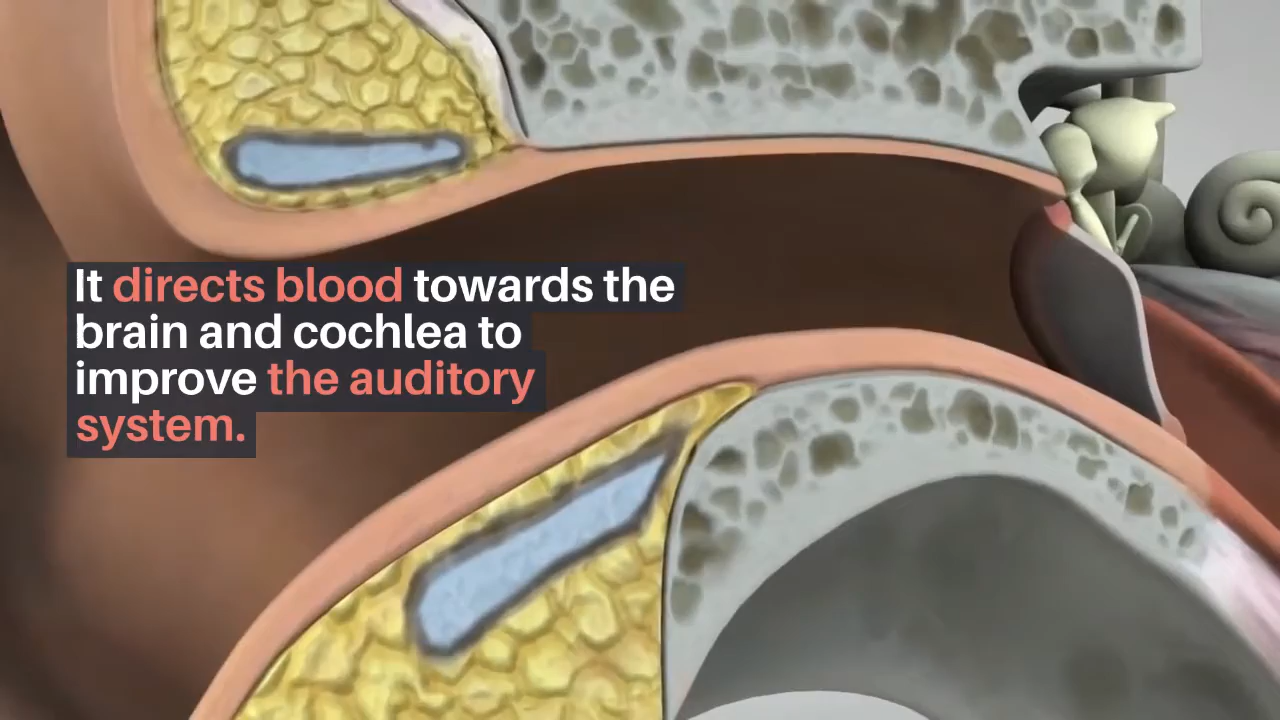 It directs blood towards the
brain and cochlea to
improve the auditory
system.